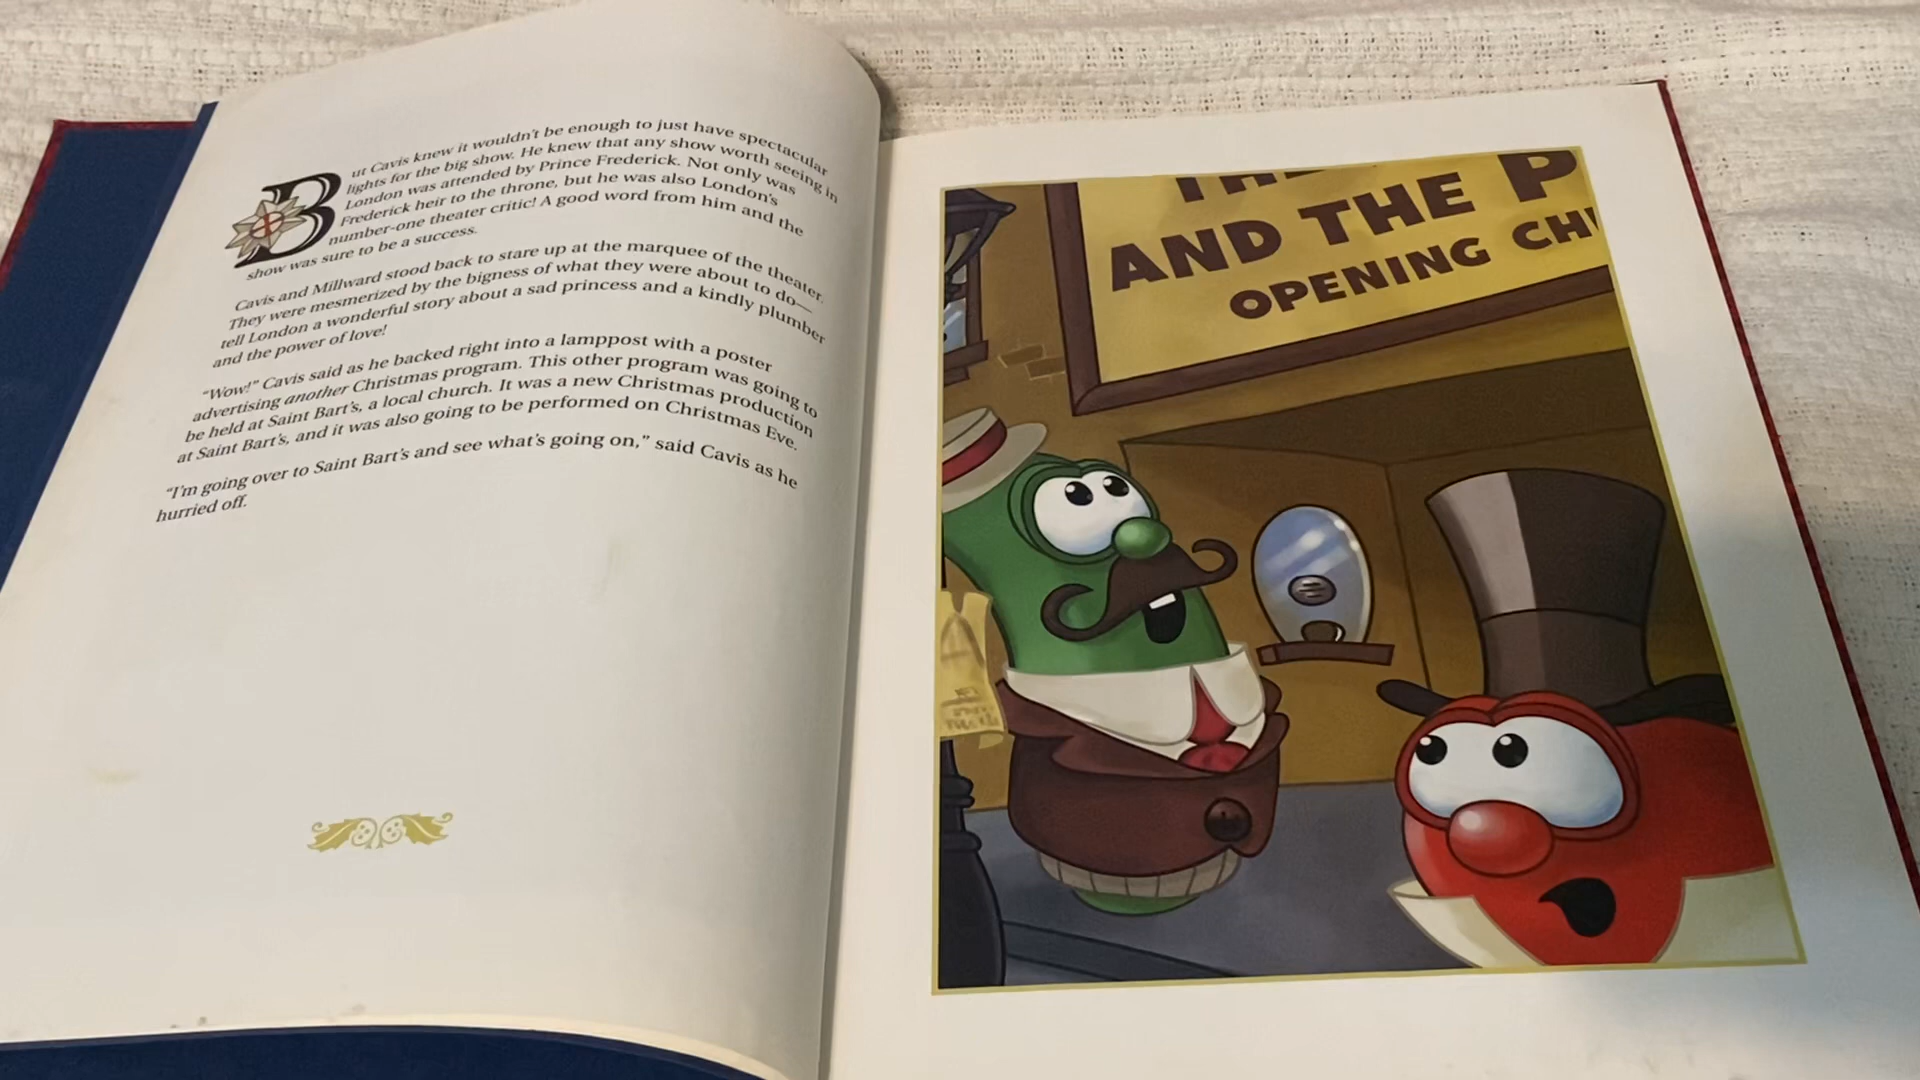 But Cavis knew it wouldn't be enough to just have spectacular
lights for the big show. He knew that any show worth seeing in
London was attended by Prince Frederick. Not only was
Frederick heir to the throne, but he was also London's
number-one theater critic! A good word from him and the
show was sure to be a success.
Cavis and Millward stood back to stare up at the marquee of the theater.
They were mesmerized by the bigness of what they were about to do—
tell London a wonderful story about a sad princess and a kindly plumber
and the power of love!
"Wow!" Cavis said as he backed right into a lamppost with a poster
advertising another Christmas program. This other program was going to
be held at Saint Bart's, a local church. It was a new Christmas production
at Saint Bart's, and it was also going to be performed on Christmas Eve.
"I'm going over to Saint Bart's and see what's going on," said Cavis as he
hurried off.
THE
AND THE P
OPENING CH
A